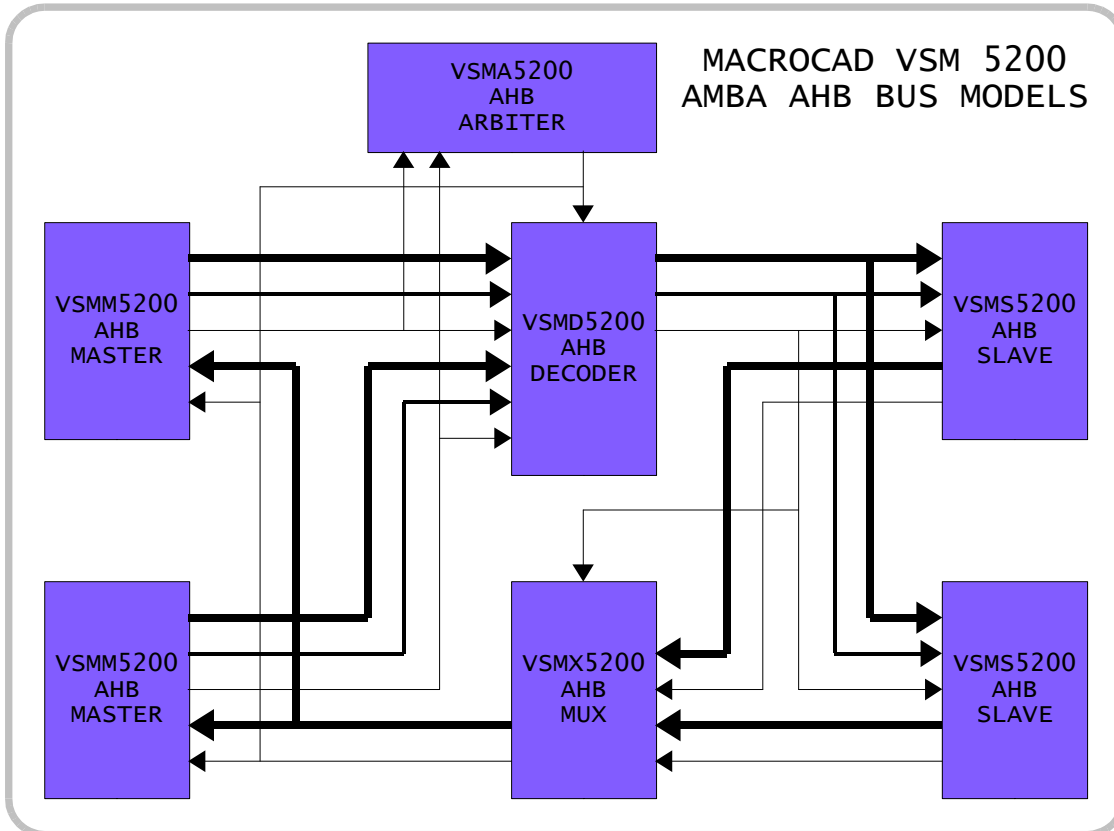 MACROCAD VSM 5200
AMBA AHB BUS MODELS
VSMA5200
AHB
ARBITER
VSMM5200
AHB
MASTER
VSMD5200
AHB
DECODER
VSMS5200
AHB
SLAVE
VSMM5200
AHB
MASTER
VSMX5200
AHB
MUX
VSMS5200
AHB
SLAVE